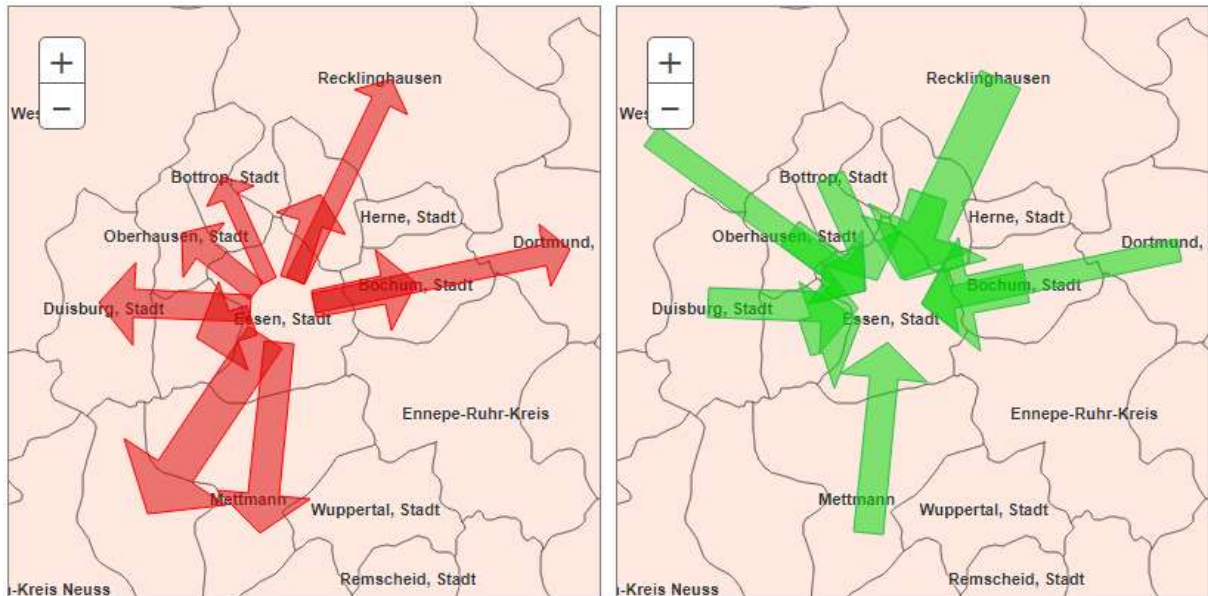 +
−
Recklinghausen
Wes
Bottrop, Stadt
Herne, Stadt
Oberhausen, Stadt
Dortmund,
Bochum, Stadt
Duisburg, Stadt
Essen, Stadt
Ennepe-Ruhr-Kreis
Mettmann
Wuppertal, Stadt
Remscheid, Stadt
-Kreis Neuss
+
−
Recklinghausen
Wes
Bottrop, Stadt
Herne, Stadt
Oberhausen, Stadt
Dortmund,
Bochum, Stadt
Duisburg, Stadt
Essen, Stadt
Ennepe-Ruhr-Kreis
Mettmann
Wuppertal, Stadt
Remscheid, Stadt
-Kreis Neuss